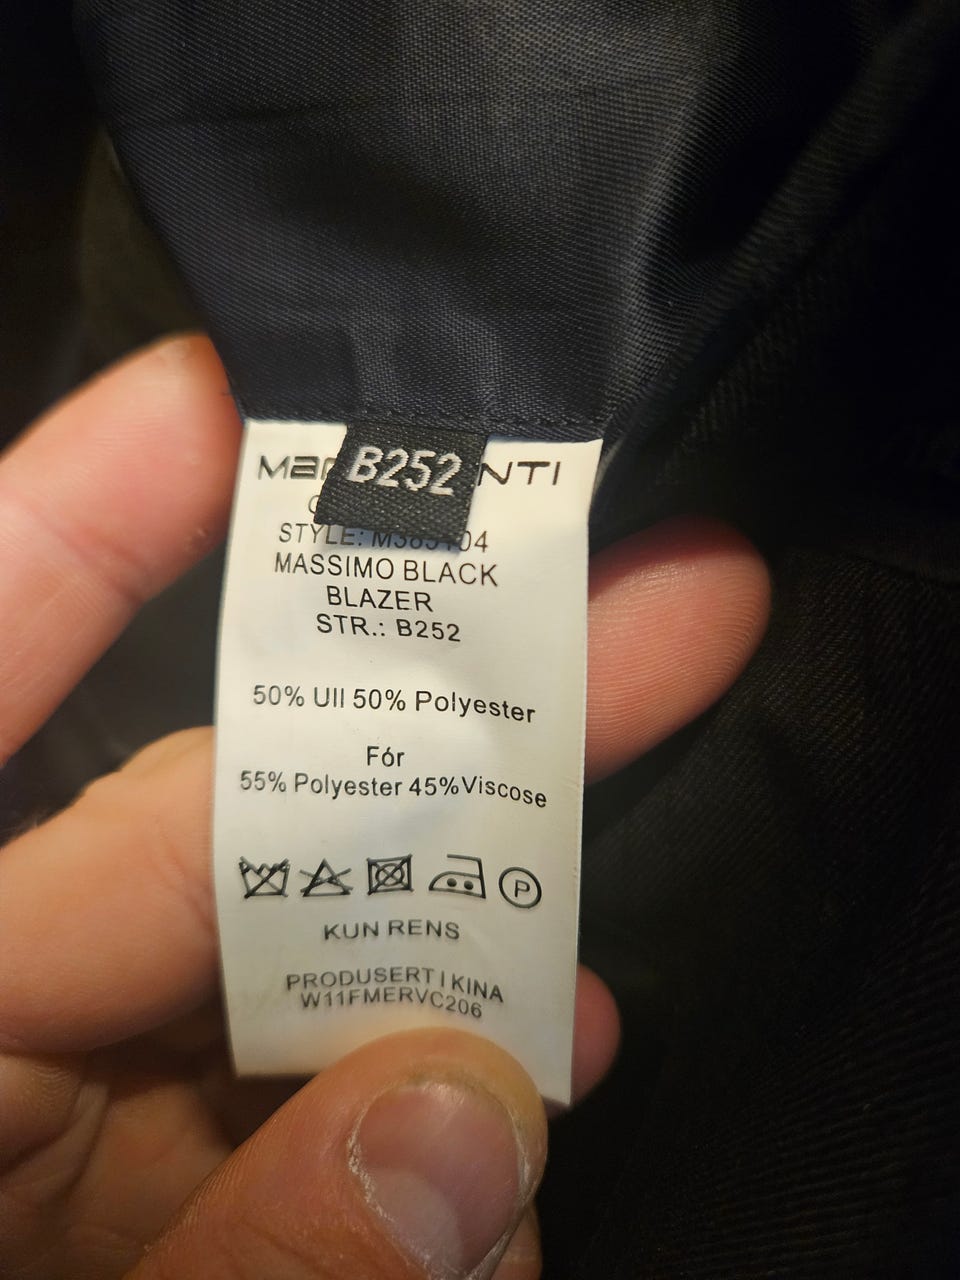 B252
STYLE:
MASSIMO BLACK
BLAZER
STR.: B252
50% Ull 50% Polyester
Fór
55% Polyester 45%Viscose
P
KUN RENS
PRODUSERT I KINA
W11FMERVC206